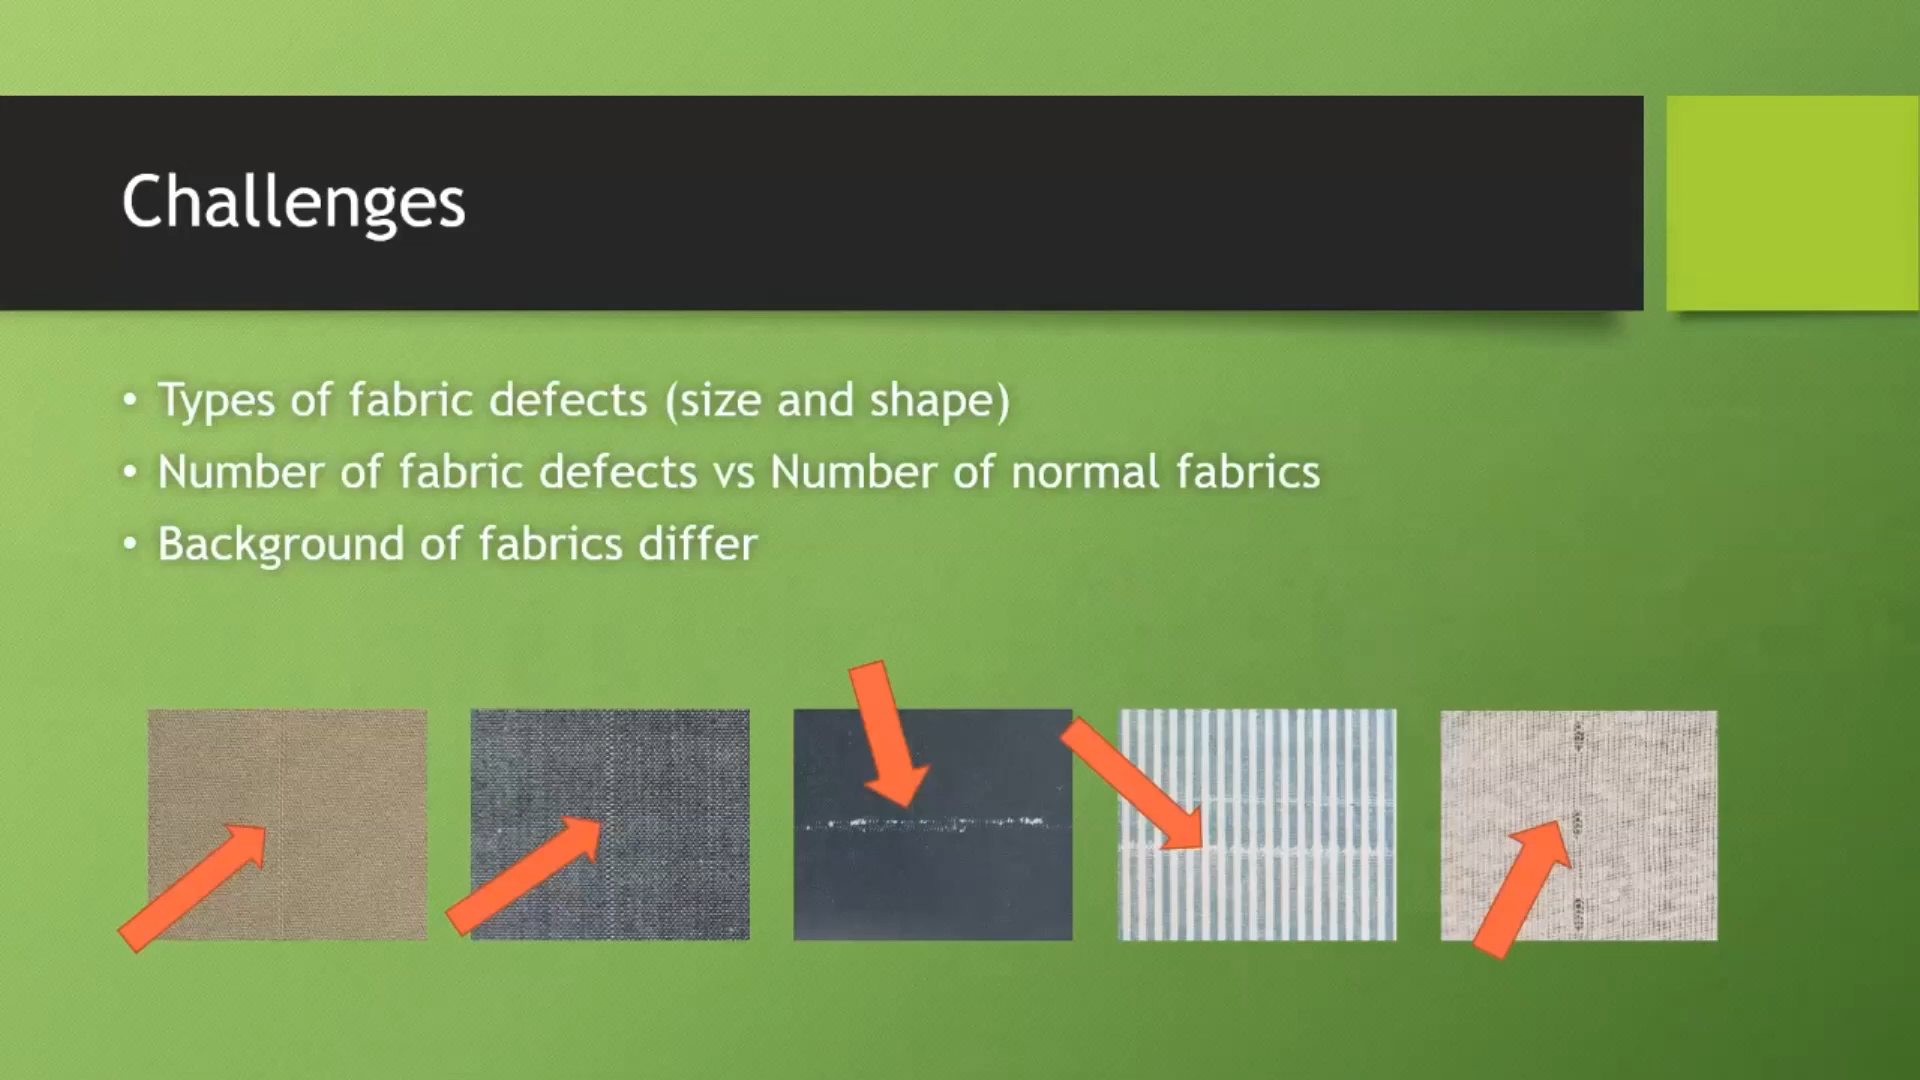 Challenges
• Types of fabric defects (size and shape)
• Number of fabric defects vs Number of normal fabrics
• Background of fabrics differ